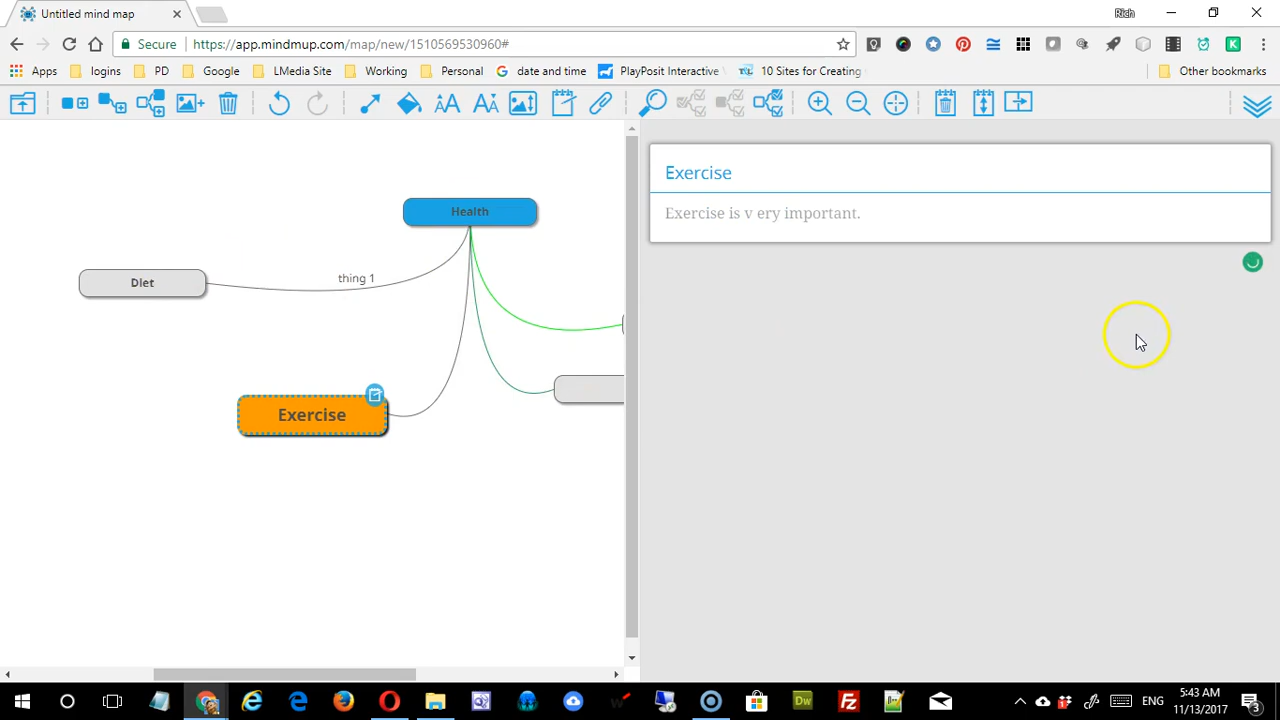 Untitled mind map
Rich
Secure
https://app.mindmup.com/map/new/1510569530960#
Apps
logins
PD
Google
LMedia Site
Working
Personal
date and time
PlayPosit Interactive
10 Sites for Creating
Other bookmarks
Health
thing 1
DIet
Exercise
Exercise
Exercise is v ery important.
ENG
5:43 AM
11/13/2017